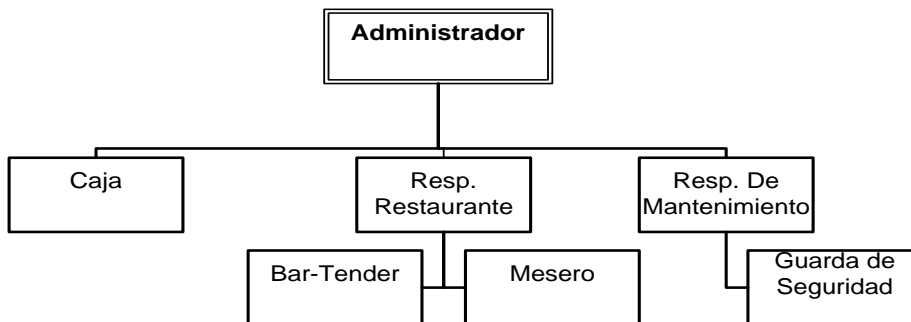 Administrador
Caja
Resp.
Restaurante
Resp. De
Mantenimiento
Bar-Tender
Mesero
Guarda de
Seguridad